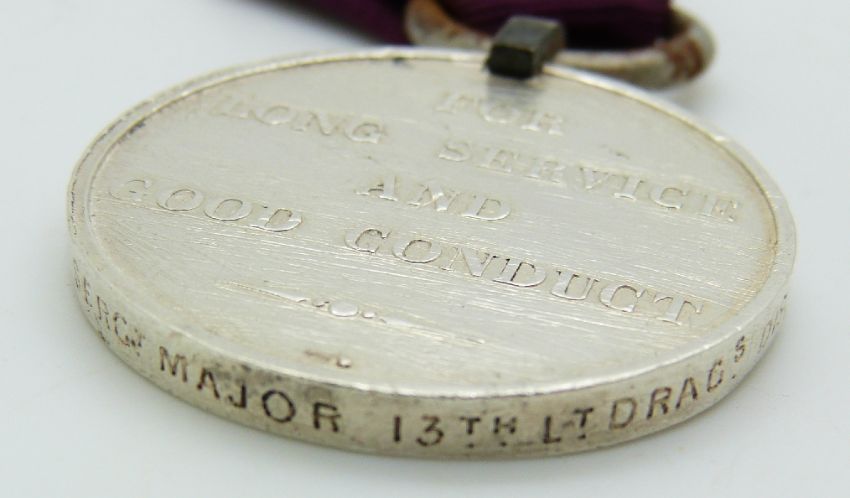 FOR
LONG SERVICE
AND
GOOD CONDUCT
SERGT MAJOR 13TH LT DRAGS